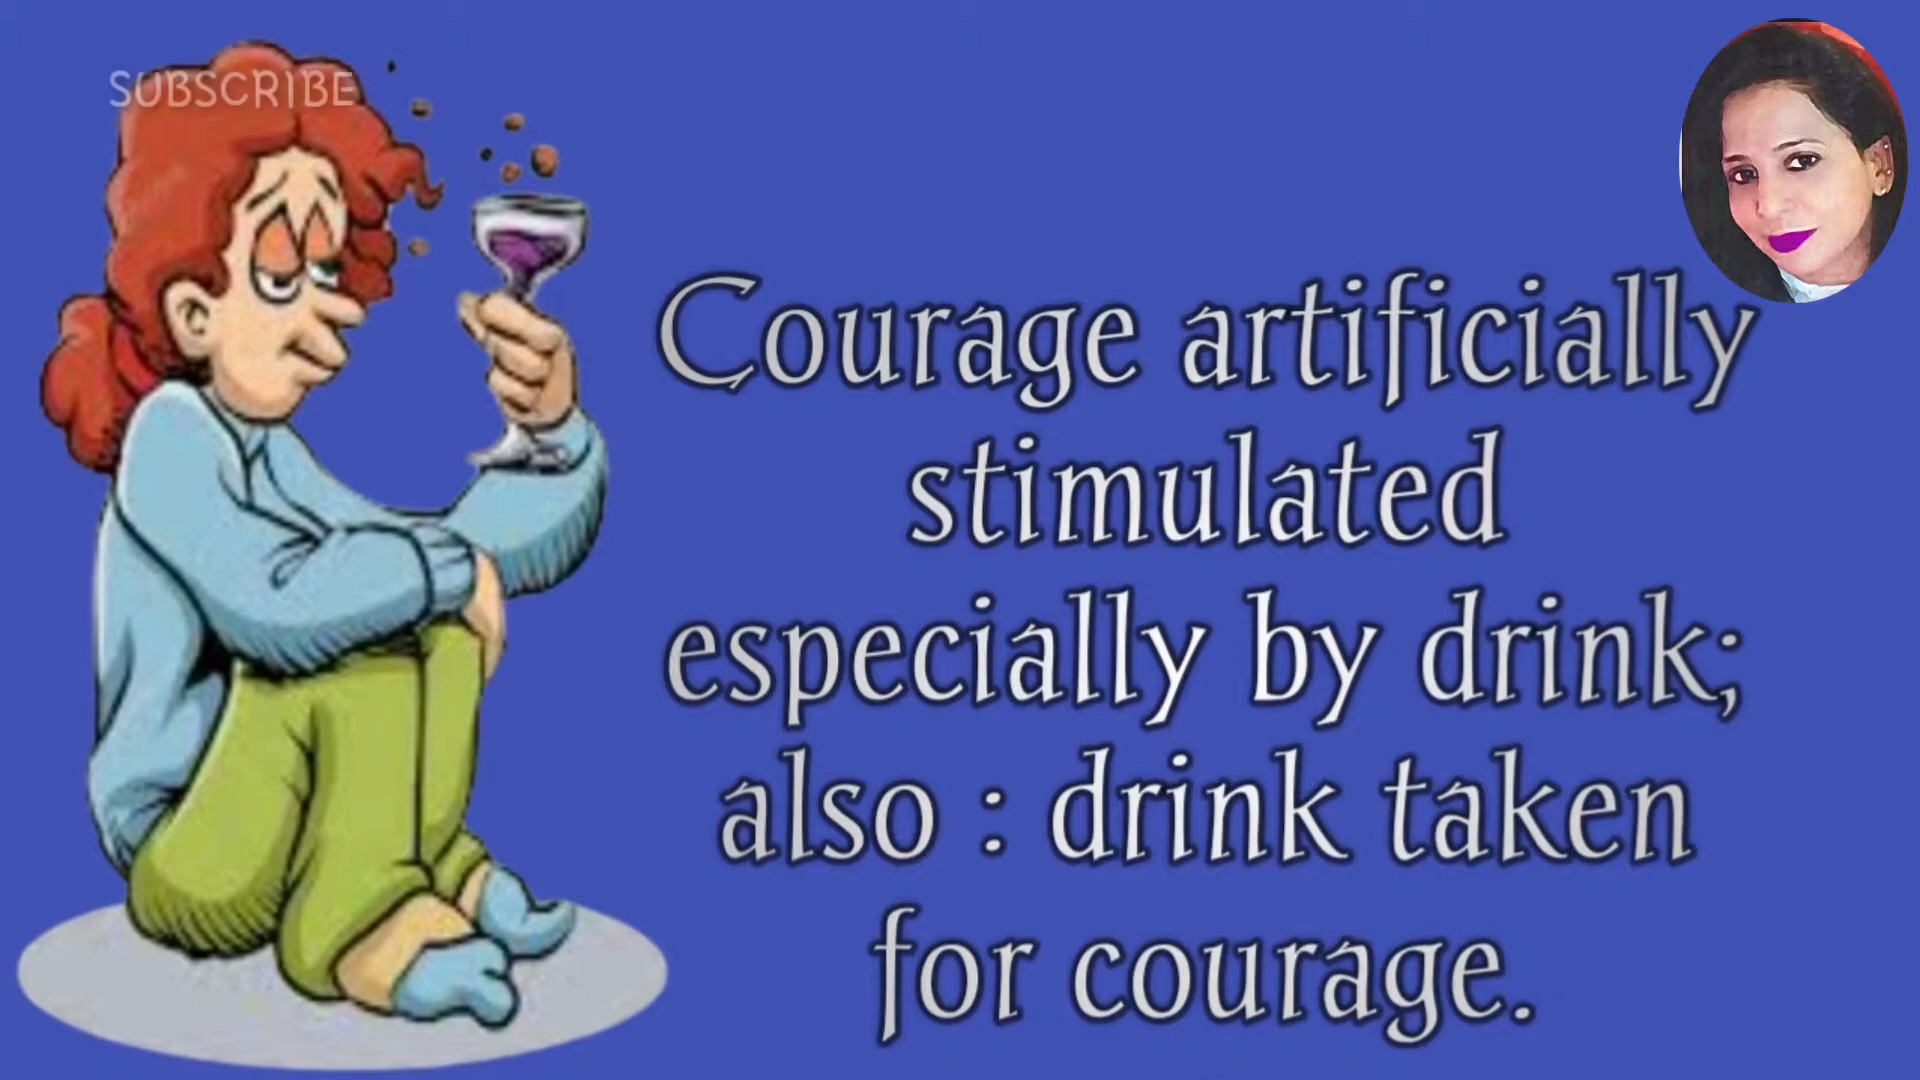 SUBSCRIBE
Courage artificially
stimulated
especially by drink;
also : drink taken
for courage.